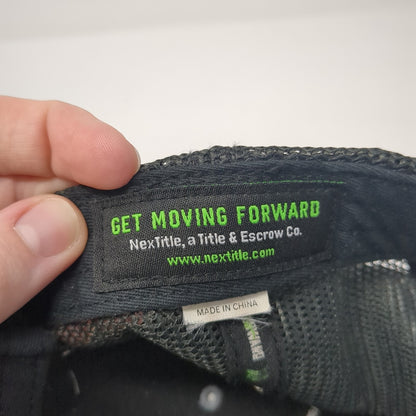 GET MOVING FORWARD
NexTitle, a Title & Escrow Co.
www.nextitle.com
MADE IN CHINA